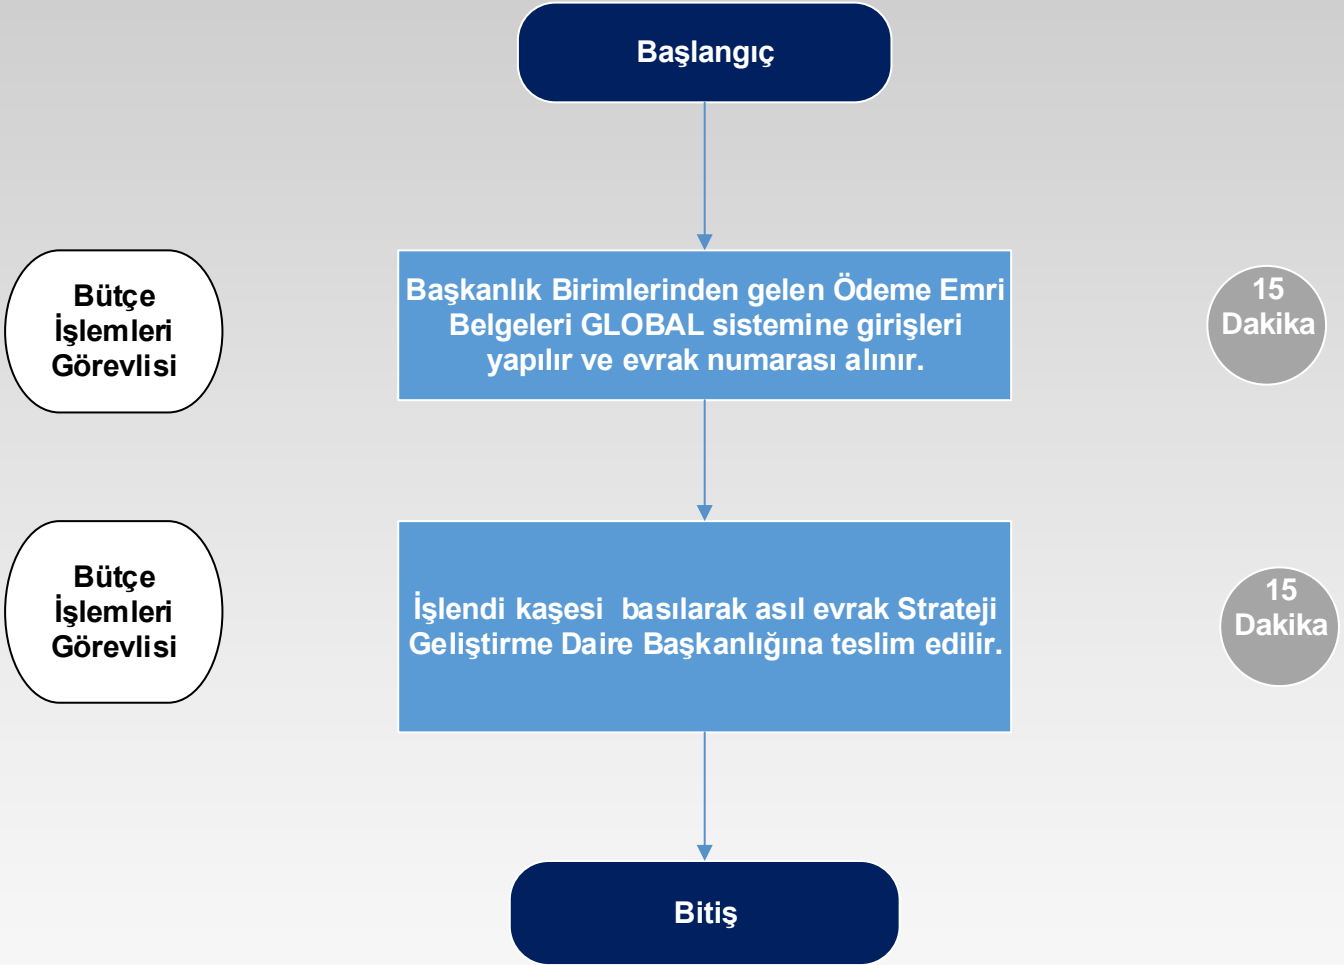 Başlangıç
Bütçe
İşlemleri
Görevlisi
Başkanlık Birimlerinden gelen Ödeme Emri
Belgeleri GLOBAL sistemine girişleri
yapılır ve evrak numarası alınır.
15
Dakika
Bütçe
İşlemleri
Görevlisi
İşlendi kaşesi  basılarak asıl evrak Strateji
Geliştirme Daire Başkanlığına teslim edilir.
15
Dakika
Bitiş